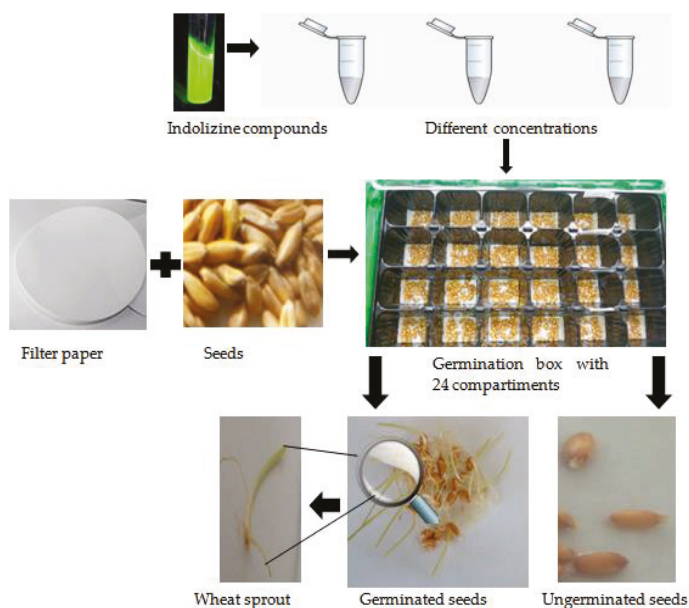 Indolizine compounds
Different concentrations
Filter paper
Seeds
Germination box with
24 compartiments
Wheat sprout
Germinated seeds
Ungerminated seeds